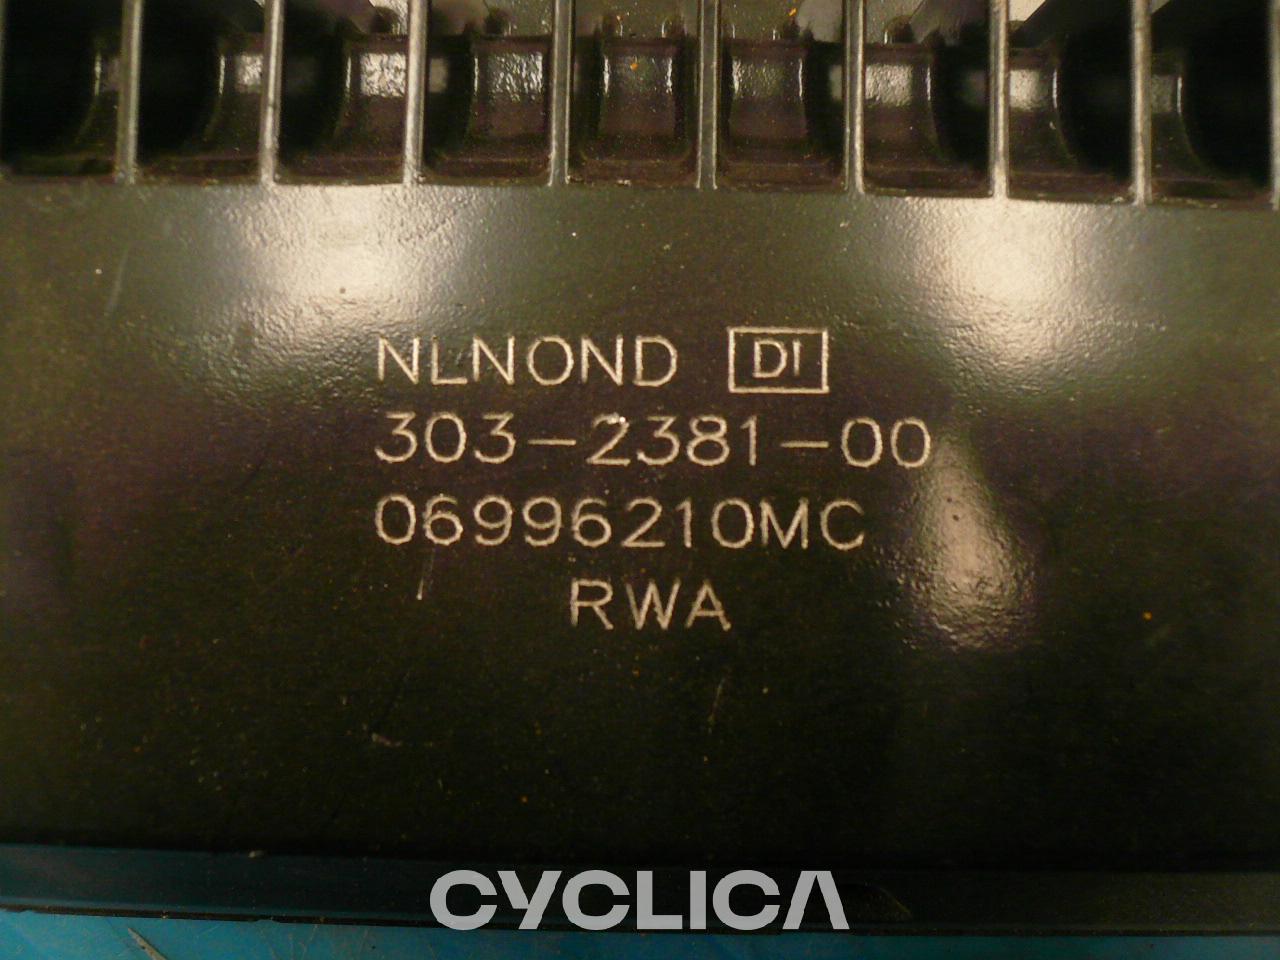 NLNOND DI
303-2381-00
06996210MC
RWA
CYCLICA